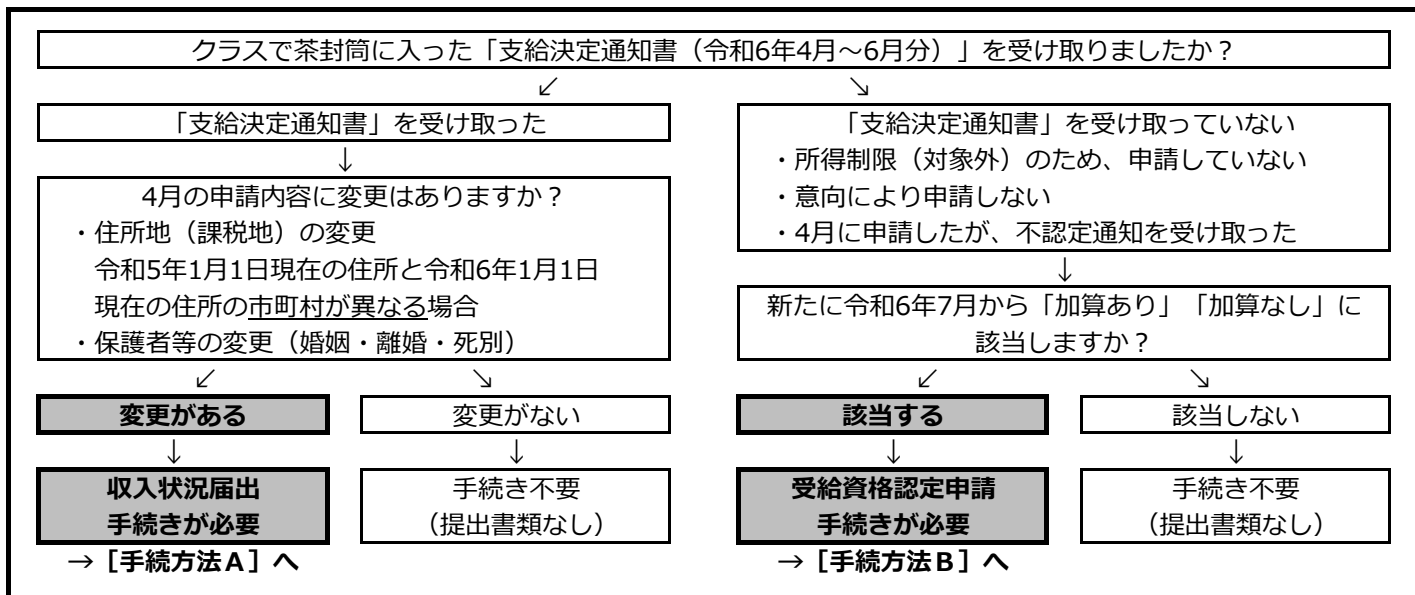 クラスで茶封筒に入った「支給決定通知書（令和6年4月～6月分）」を受け取りましたか？
↙ ↘
「支給決定通知書」を受け取った
↓
4月の申請内容に変更はありますか？
・住所地（課税地）の変更
令和5年1月1日現在の住所と令和6年1月1日
現在の住所の市町村が異なる場合
・保護者等の変更（婚姻・離婚・死別）
↙ ↘
変更がある
↓
収入状況届出
手続きが必要
→［手続方法Ａ］へ
変更がない
↓
手続き不要
（提出書類なし）
「支給決定通知書」を受け取っていない
・所得制限（対象外）のため、申請していない
・意向により申請しない
・4月に申請したが、不認定通知を受け取った
↓
新たに令和6年7月から「加算あり」「加算なし」に
該当しますか？
↙ ↘
該当する
↓
受給資格認定申請
手続きが必要
→［手続方法Ｂ］へ
該当しない
↓
手続き不要
（提出書類なし）